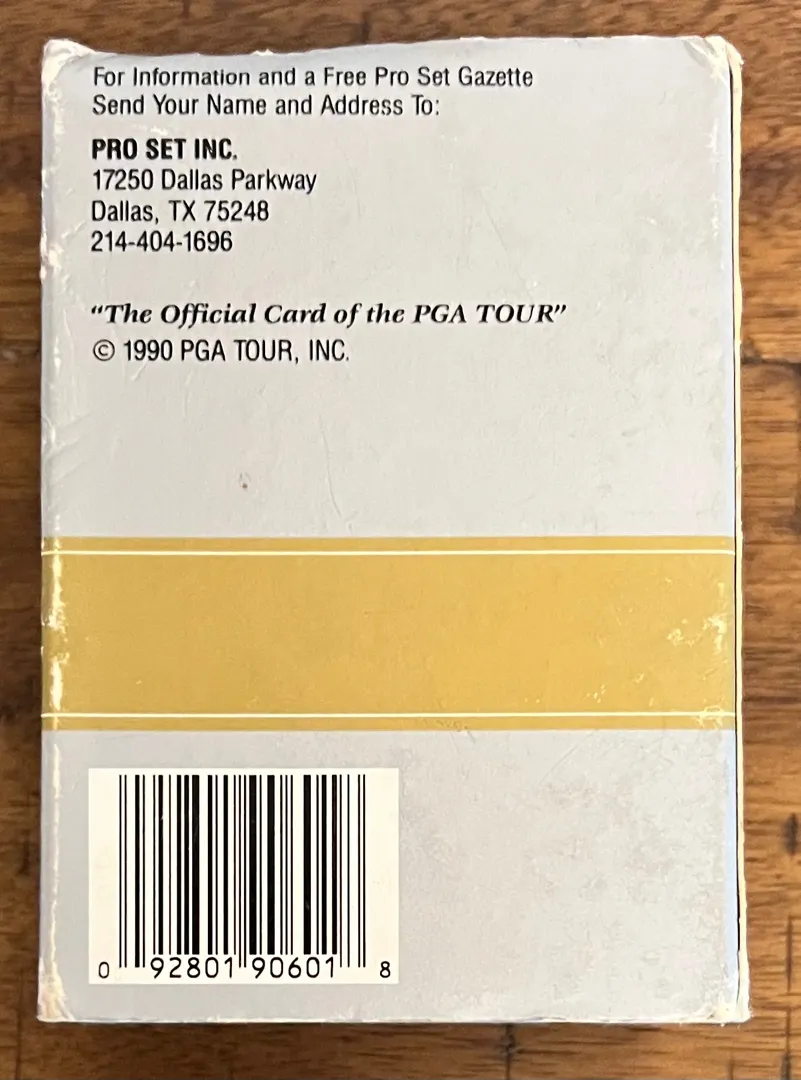 For Information and a Free Pro Set Gazette
Send Your Name and Address To:
PRO SET INC.
17250 Dallas Parkway
Dallas, TX 75248
214-404-1696
"The Official Card of the PGA TOUR"
© 1990 PGA TOUR, INC.
0 92801 90601 8